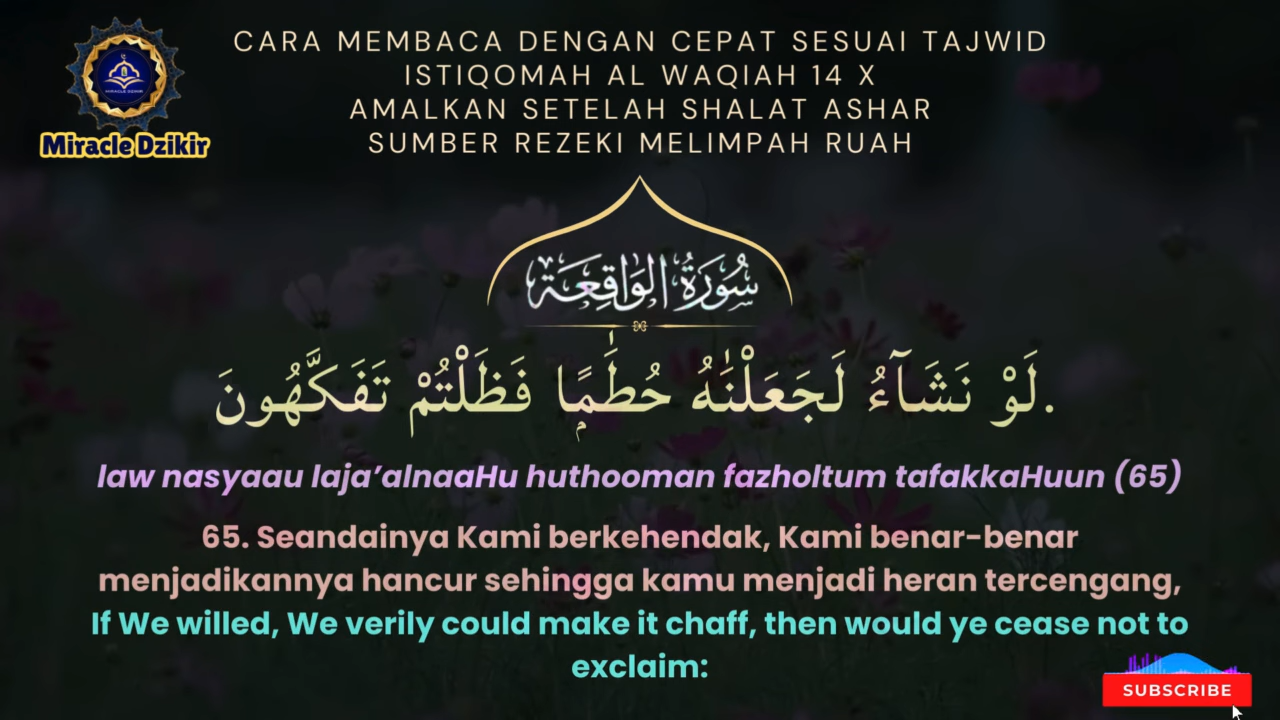 CARA MEMBACA DENGAN CEPAT SESUAI TAJWID
ISTIQOMAH AL WAQIAH 14 X
AMALKAN SETELAH SHALAT ASHAR
SUMBER REZEKI MELIMPAH RUAH
MIRACLE DZIKIR
Miracle Dzikir
سُورَةُ الوَاقِعَة
لَوْ نَشَآءُ لَجَعَلْنَٰهُ حُطَٰمًۭا فَظَلْتُمْ تَفَكَّهُونَ.
law nasyaau laja’alnaaHu huthooman fazholtum tafakkaHuun (65)
65. Seandainya Kami berkehendak, Kami benar-benar
menjadikannya hancur sehingga kamu menjadi heran tercengang,
If We willed, We verily could make it chaff, then would ye cease not to
exclaim:
SUBSCRIBE